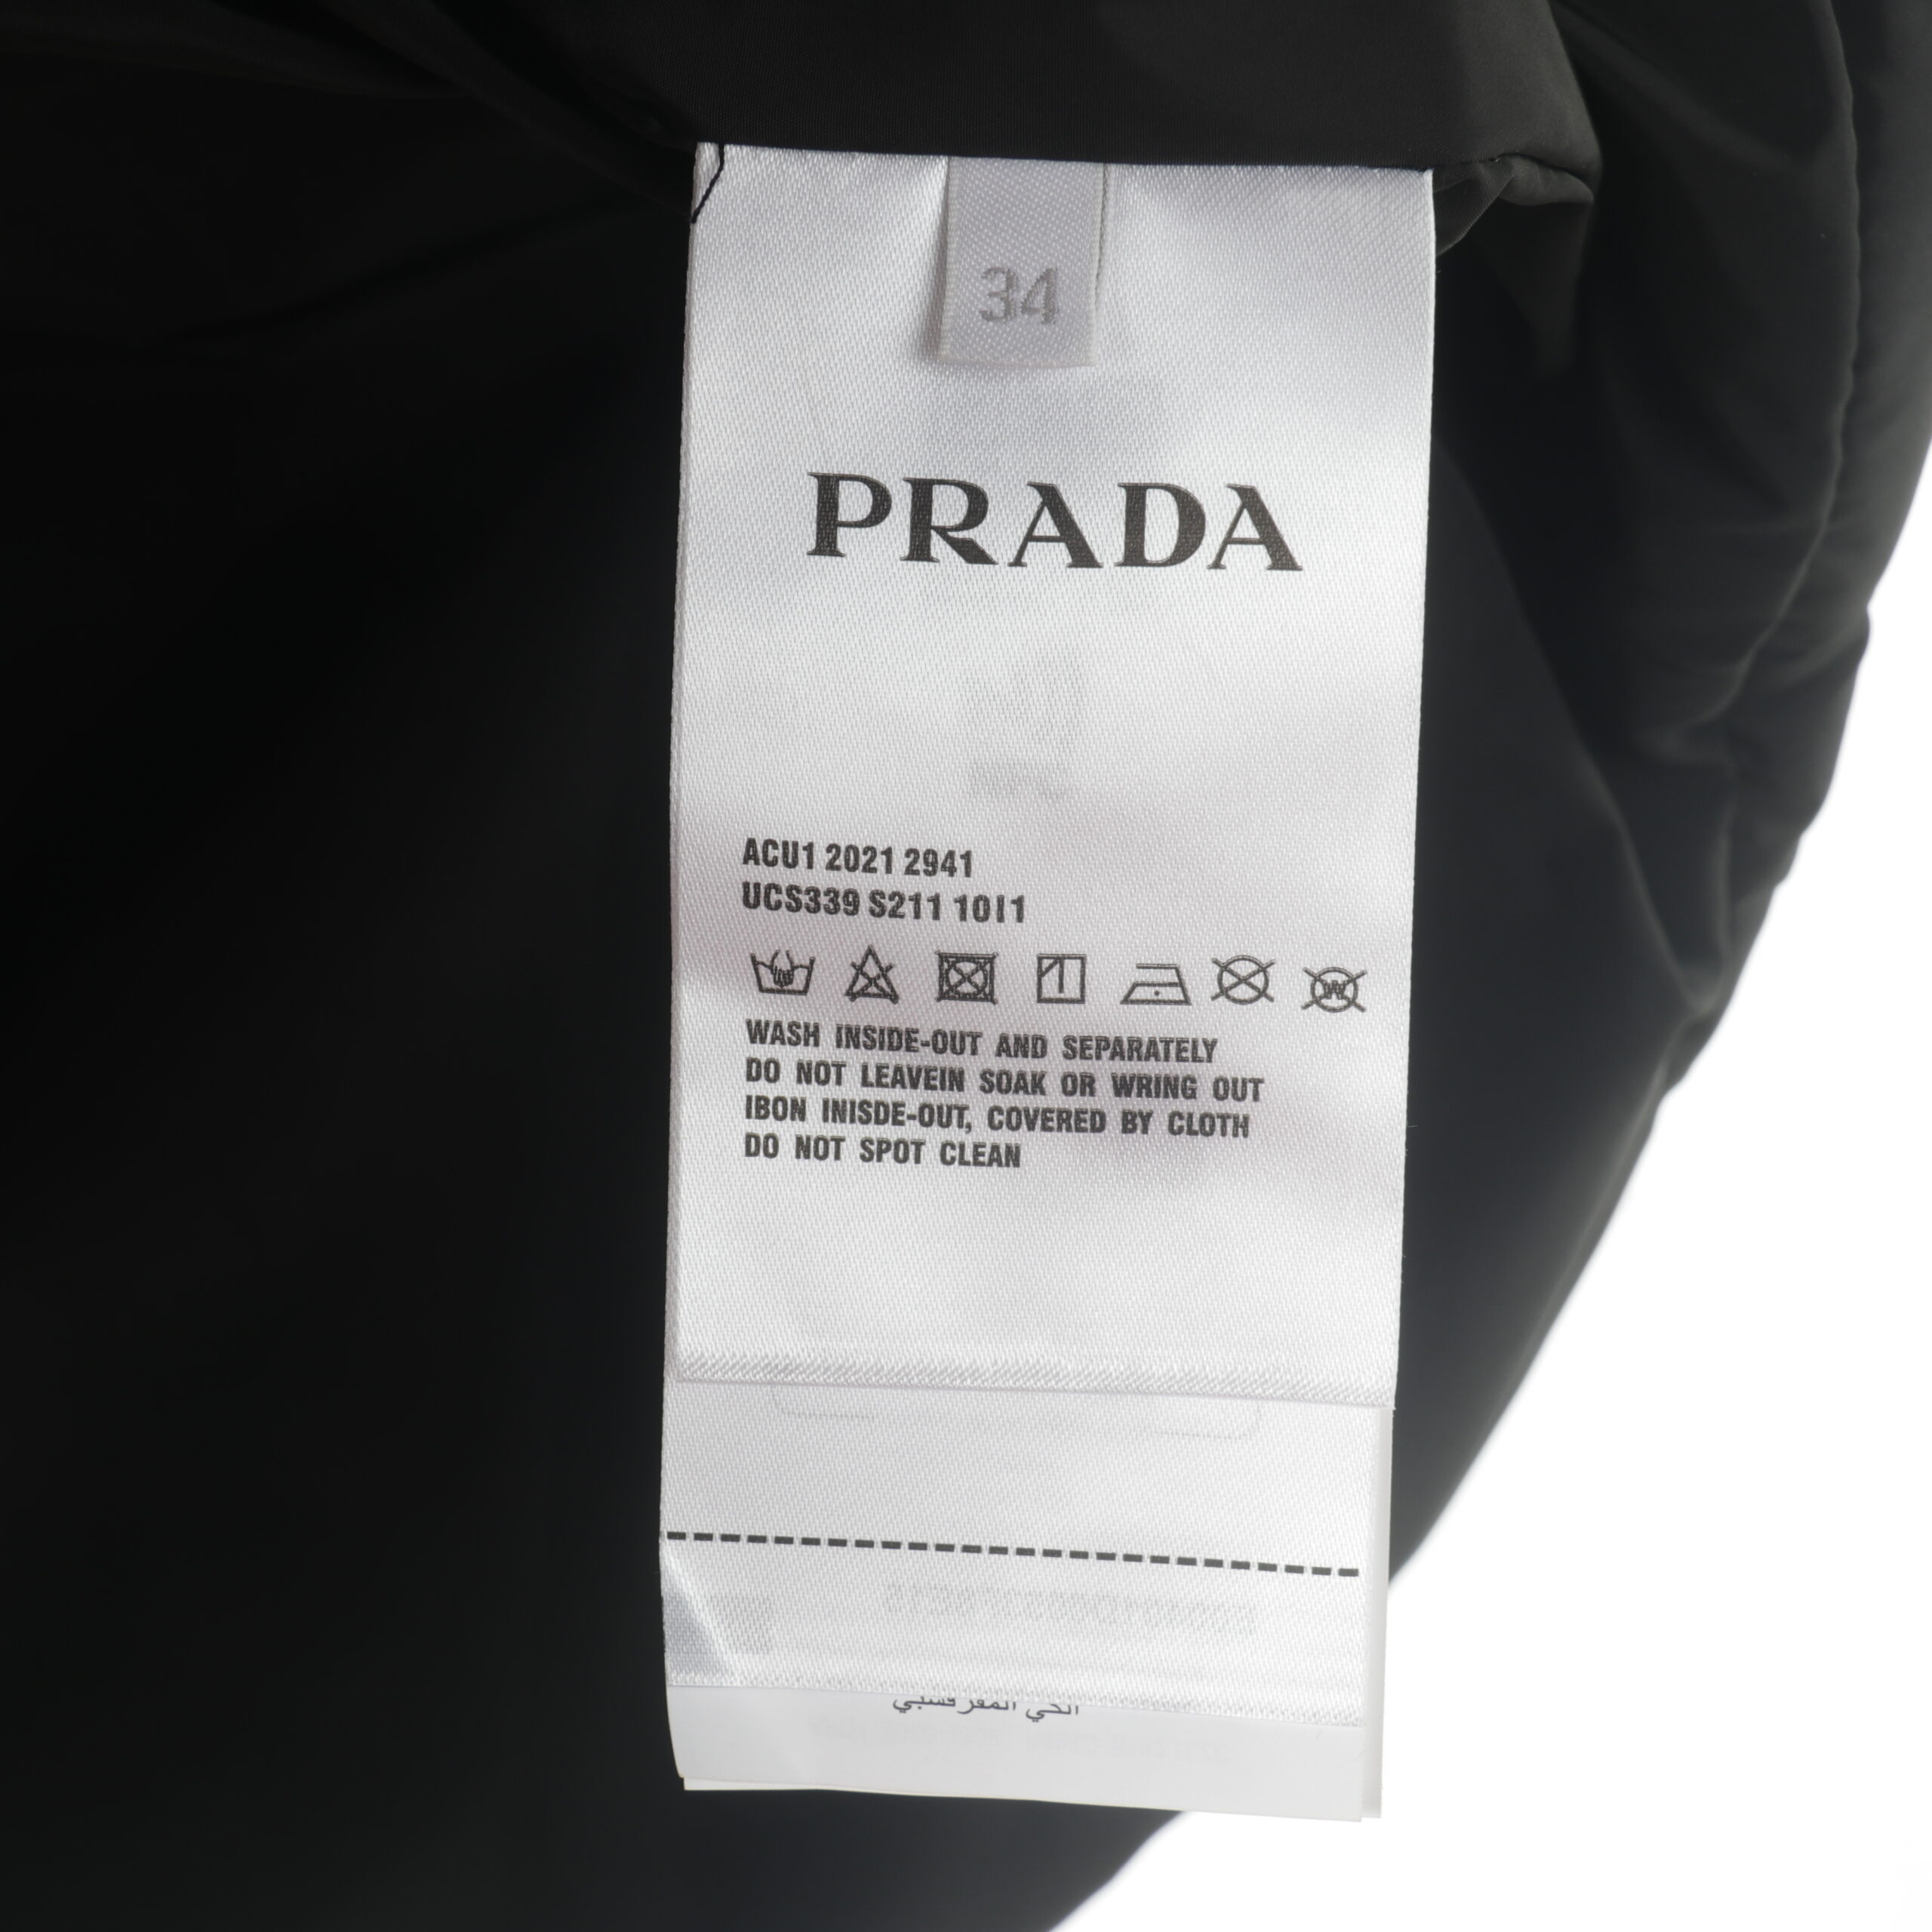 34
PRADA
ACU1 2021 2941
UCS339 S211 10I1
W
WASH INSIDE-OUT AND SEPARATELY
DO NOT LEAVEIN SOAK OR WRING OUT
IBON INISDE-OUT, COVERED BY CLOTH
DO NOT SPOT CLEAN